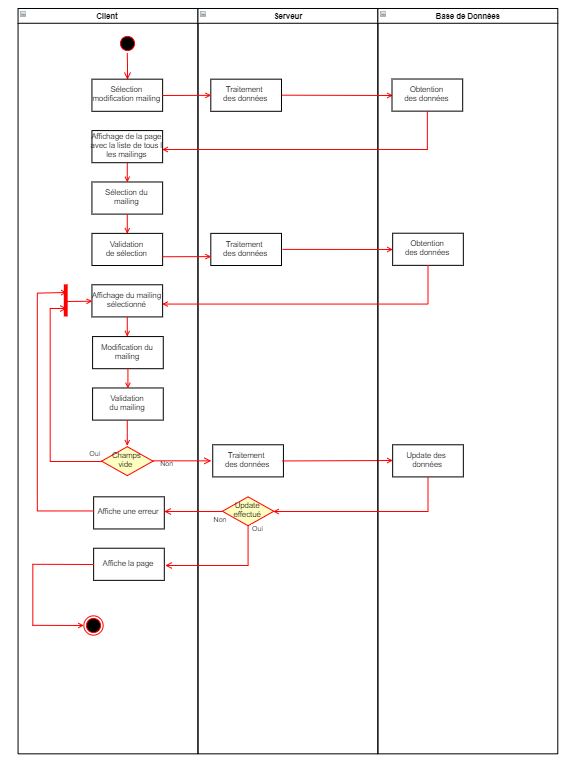 Client
Serveur
Base de Données
Sélection
modification mailing
Traitement
des données
Obtention
des données
Affichage de la page
avec la liste de tous l
les mailings
Sélection du
mailing
Validation
de sélection
Traitement
des données
Obtention
des données
Affichage du mailing
sélectionné
Modification du
mailing
Validation
du mailing
Oui
Champs
vide
Non
Traitement
des données
Update des
données
Affiche une erreur
Non
Update
effectué
Oui
Affiche la page